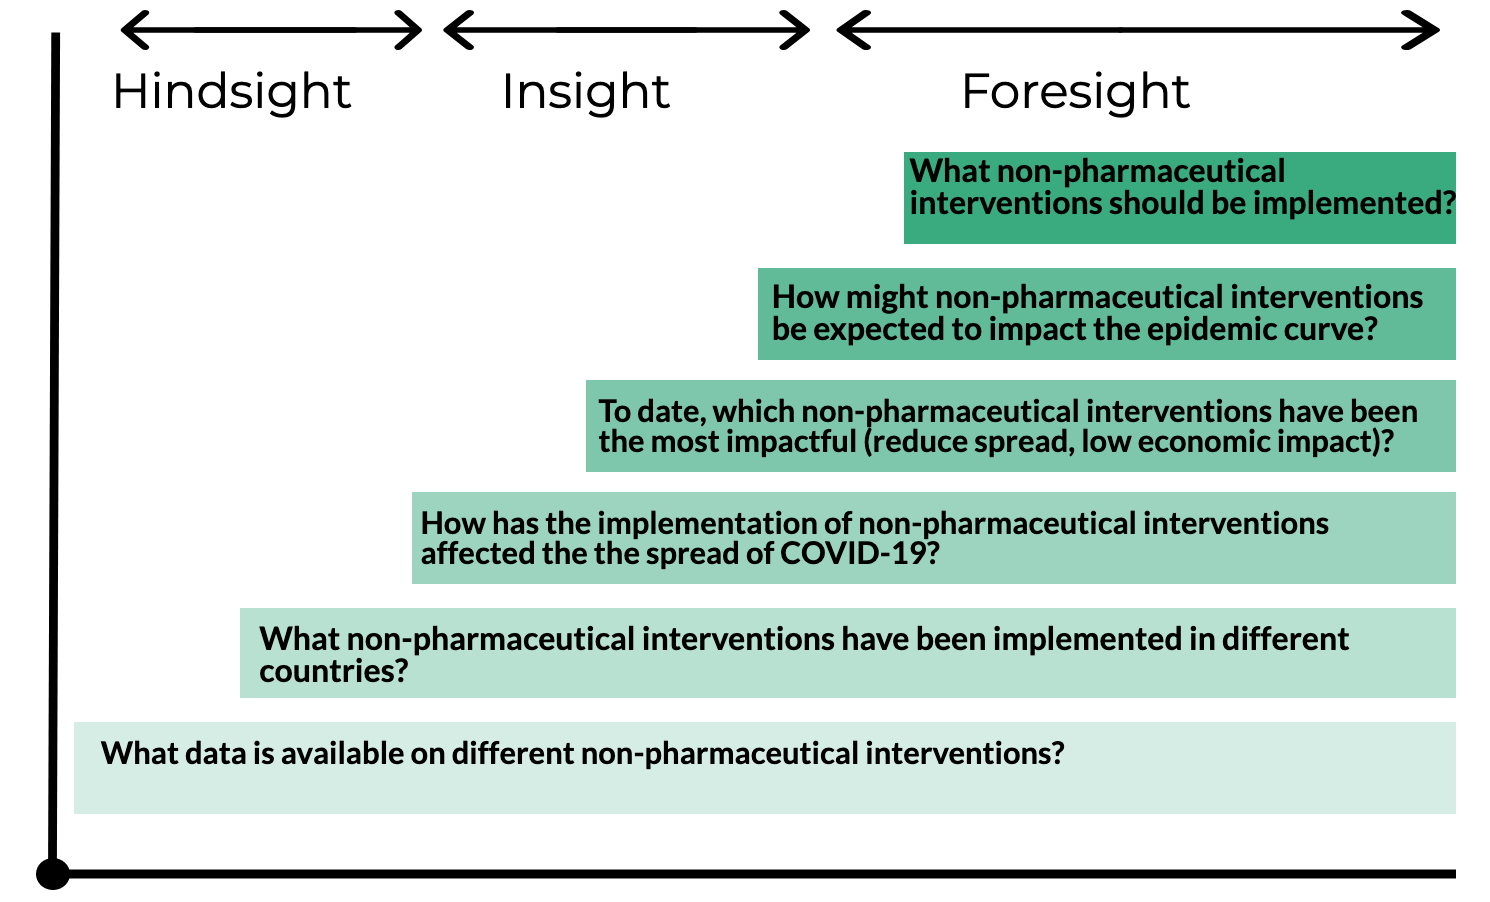 Hindsight
Insight
Foresight
What non-pharmaceutical
interventions should be implemented?
How might non-pharmaceutical interventions
be expected to impact the epidemic curve?
To date, which non-pharmaceutical interventions have been
the most impactful (reduce spread, low economic impact)?
How has the implementation of non-pharmaceutical interventions
affected the the spread of COVID-19?
What non-pharmaceutical interventions have been implemented in different
countries?
What data is available on different non-pharmaceutical interventions?